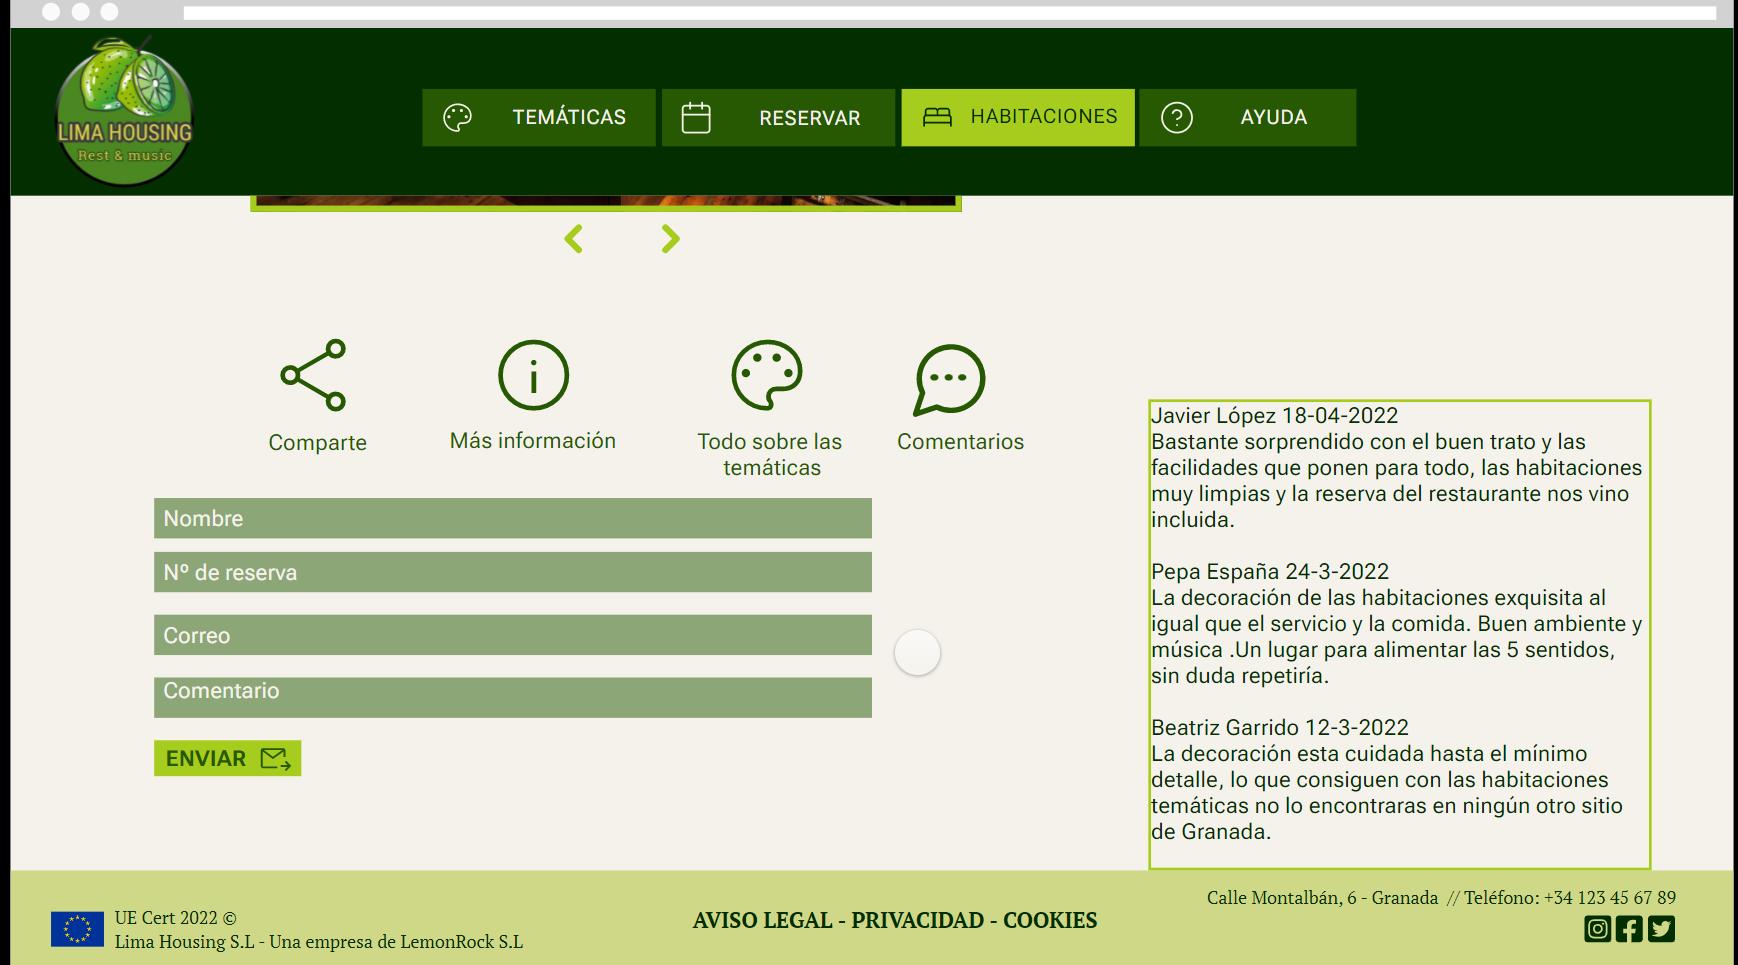 LIMA HOUSING
Rest & music
TEMÁTICAS
RESERVAR
HABITACIONES
AYUDA
Comparte
Más información
Todo sobre las
temáticas
Comentarios
Nombre
Nº de reserva
Correo
Comentario
ENVIAR
Javier López 18-04-2022
Bastante sorprendido con el buen trato y las
facilidades que ponen para todo, las habitaciones
muy limpias y la reserva del restaurante nos vino
incluida.
Pepa España 24-3-2022
La decoración de las habitaciones exquisita al
igual que el servicio y la comida. Buen ambiente y
música .Un lugar para alimentar las 5 sentidos,
sin duda repetiría.
Beatriz Garrido 12-3-2022
La decoración esta cuidada hasta el mínimo
detalle, lo que consiguen con las habitaciones
temáticas no lo encontraras en ningún otro sitio
de Granada.
UE Cert 2022 ©
Lima Housing S.L - Una empresa de LemonRock S.L
AVISO LEGAL - PRIVACIDAD - COOKIES
Calle Montalbán, 6 - Granada // Teléfono: +34 123 45 67 89